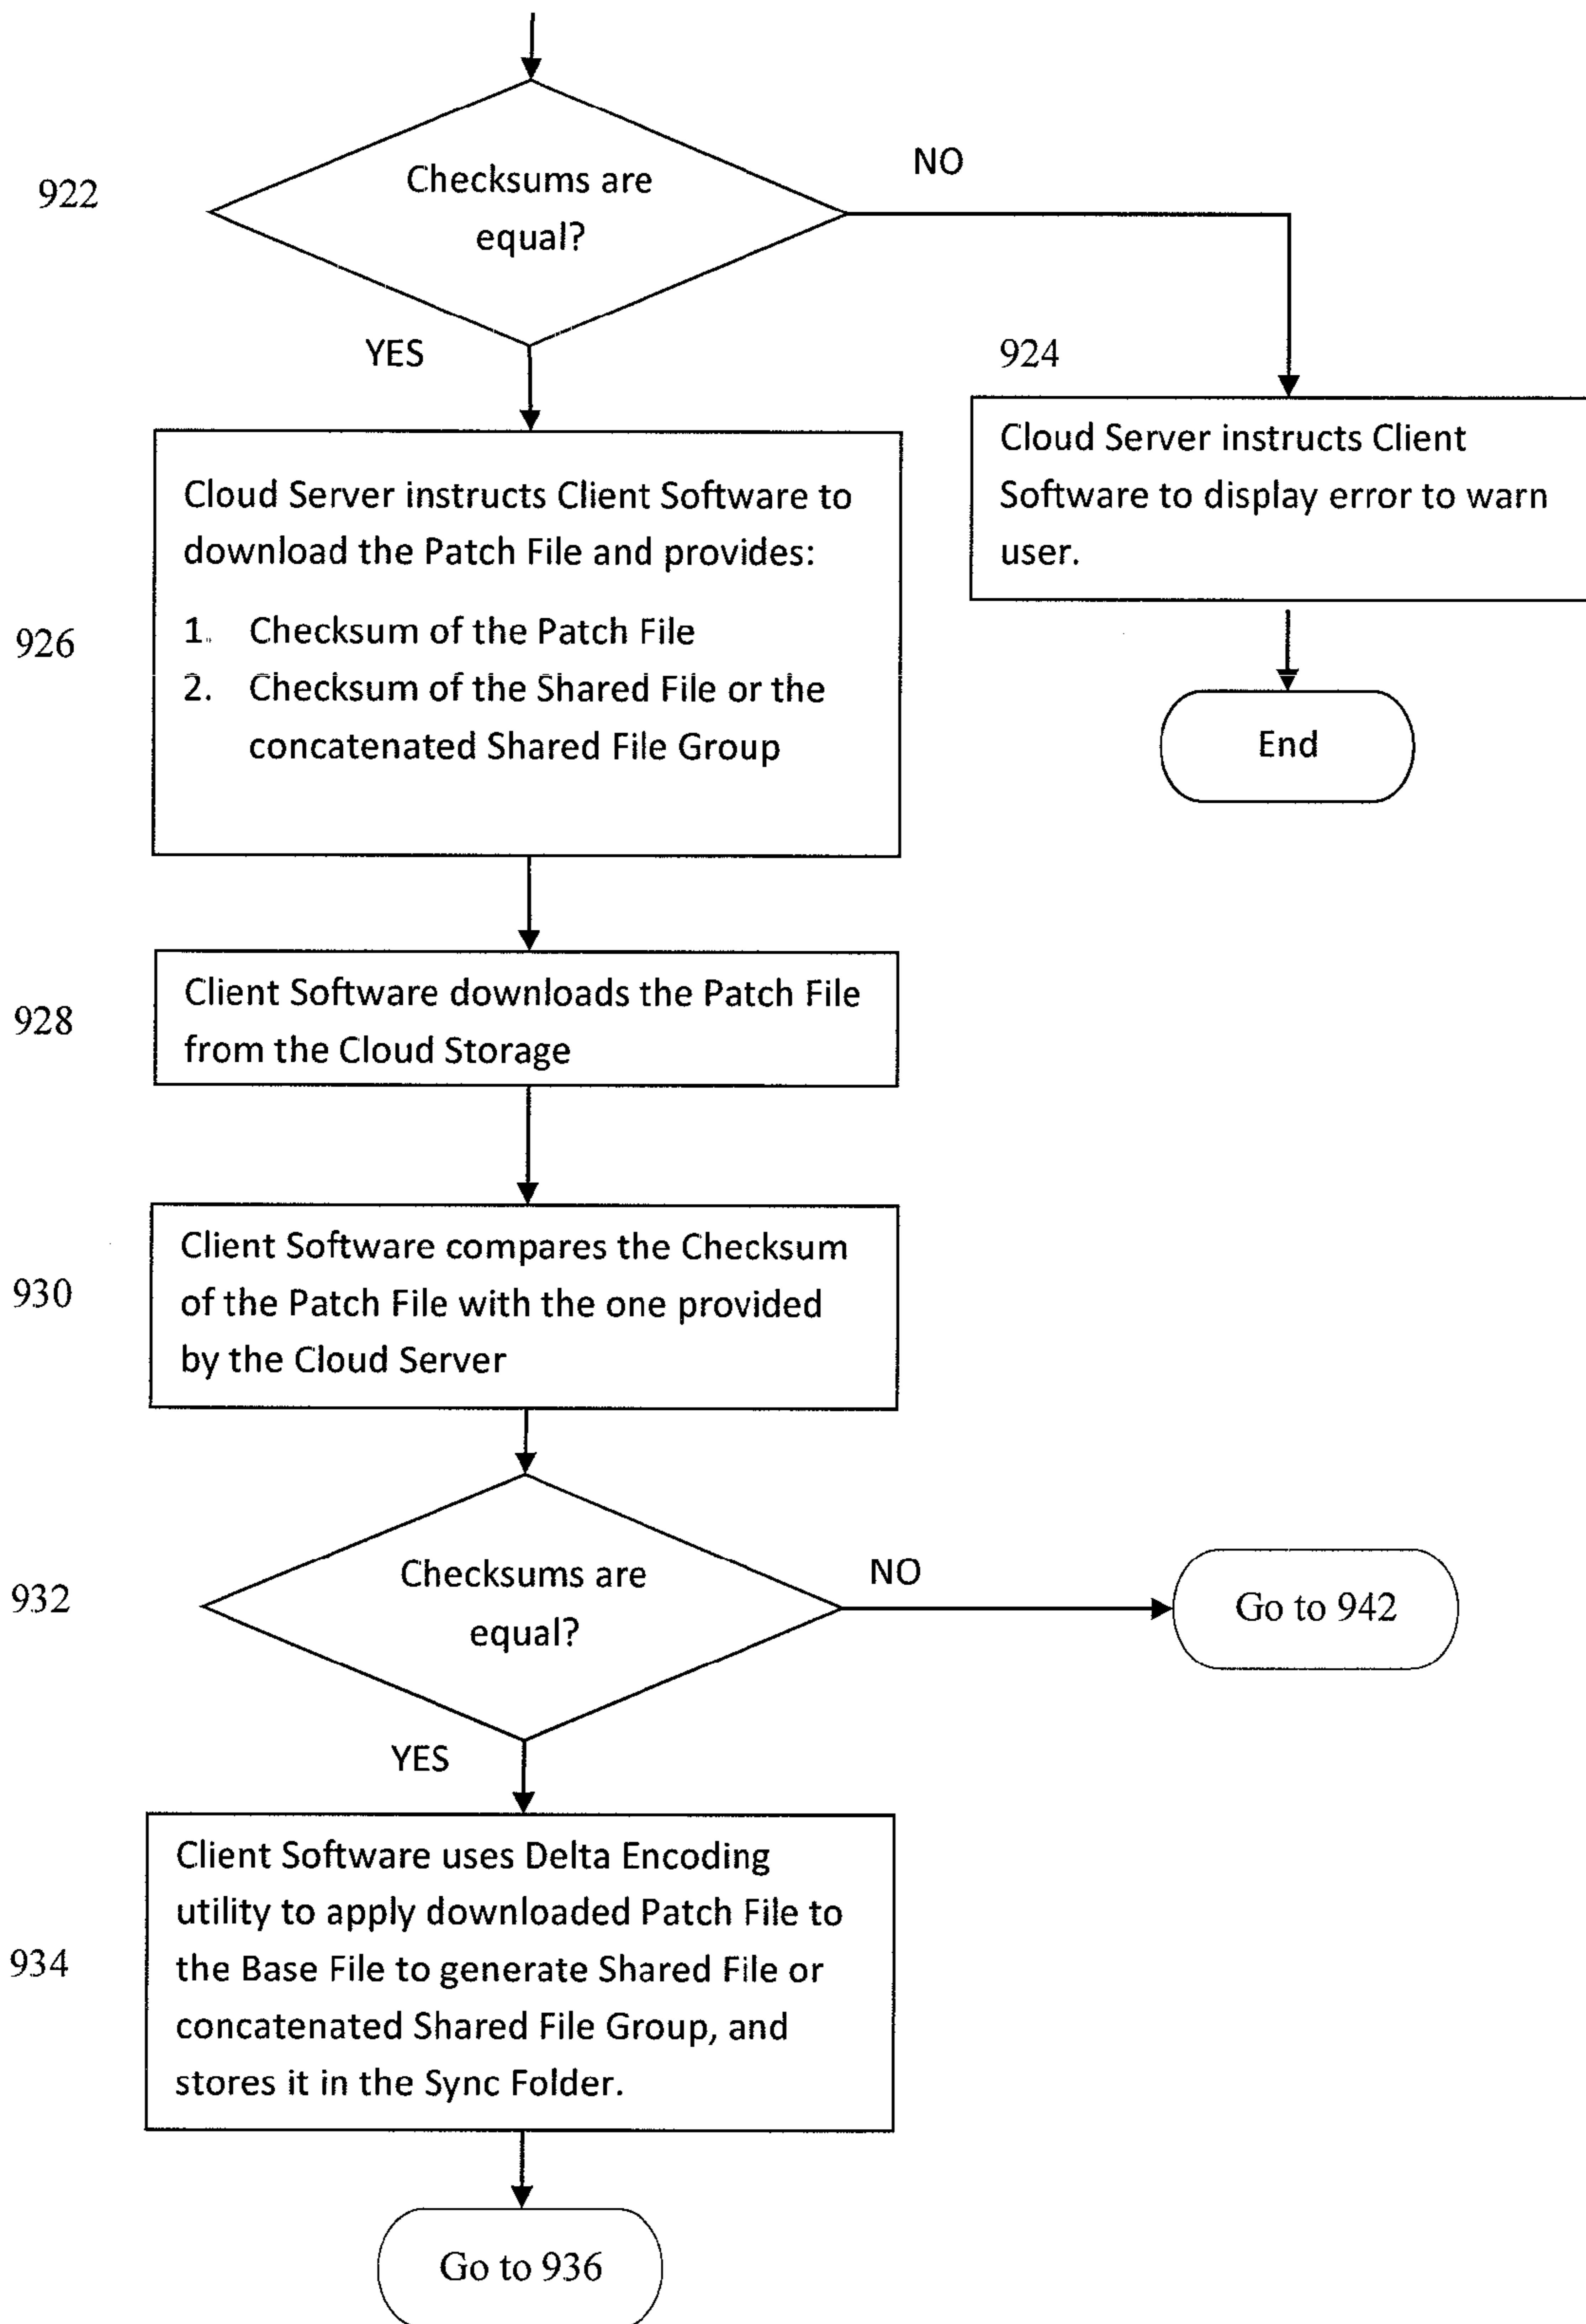 922
Checksums are
equal?
NO
YES
924
Cloud Server instructs Client
Software to display error to warn
user.
End
926
Cloud Server instructs Client Software to
download the Patch File and provides:
1. Checksum of the Patch File
2. Checksum of the Shared File or the
concatenated Shared File Group
928
Client Software downloads the Patch File
from the Cloud Storage
930
Client Software compares the Checksum
of the Patch File with the one provided
by the Cloud Server
932
Checksums are
equal?
NO
Go to 942
YES
934
Client Software uses Delta Encoding
utility to apply downloaded Patch File to
the Base File to generate Shared File or
concatenated Shared File Group, and
stores it in the Sync Folder.
Go to 936